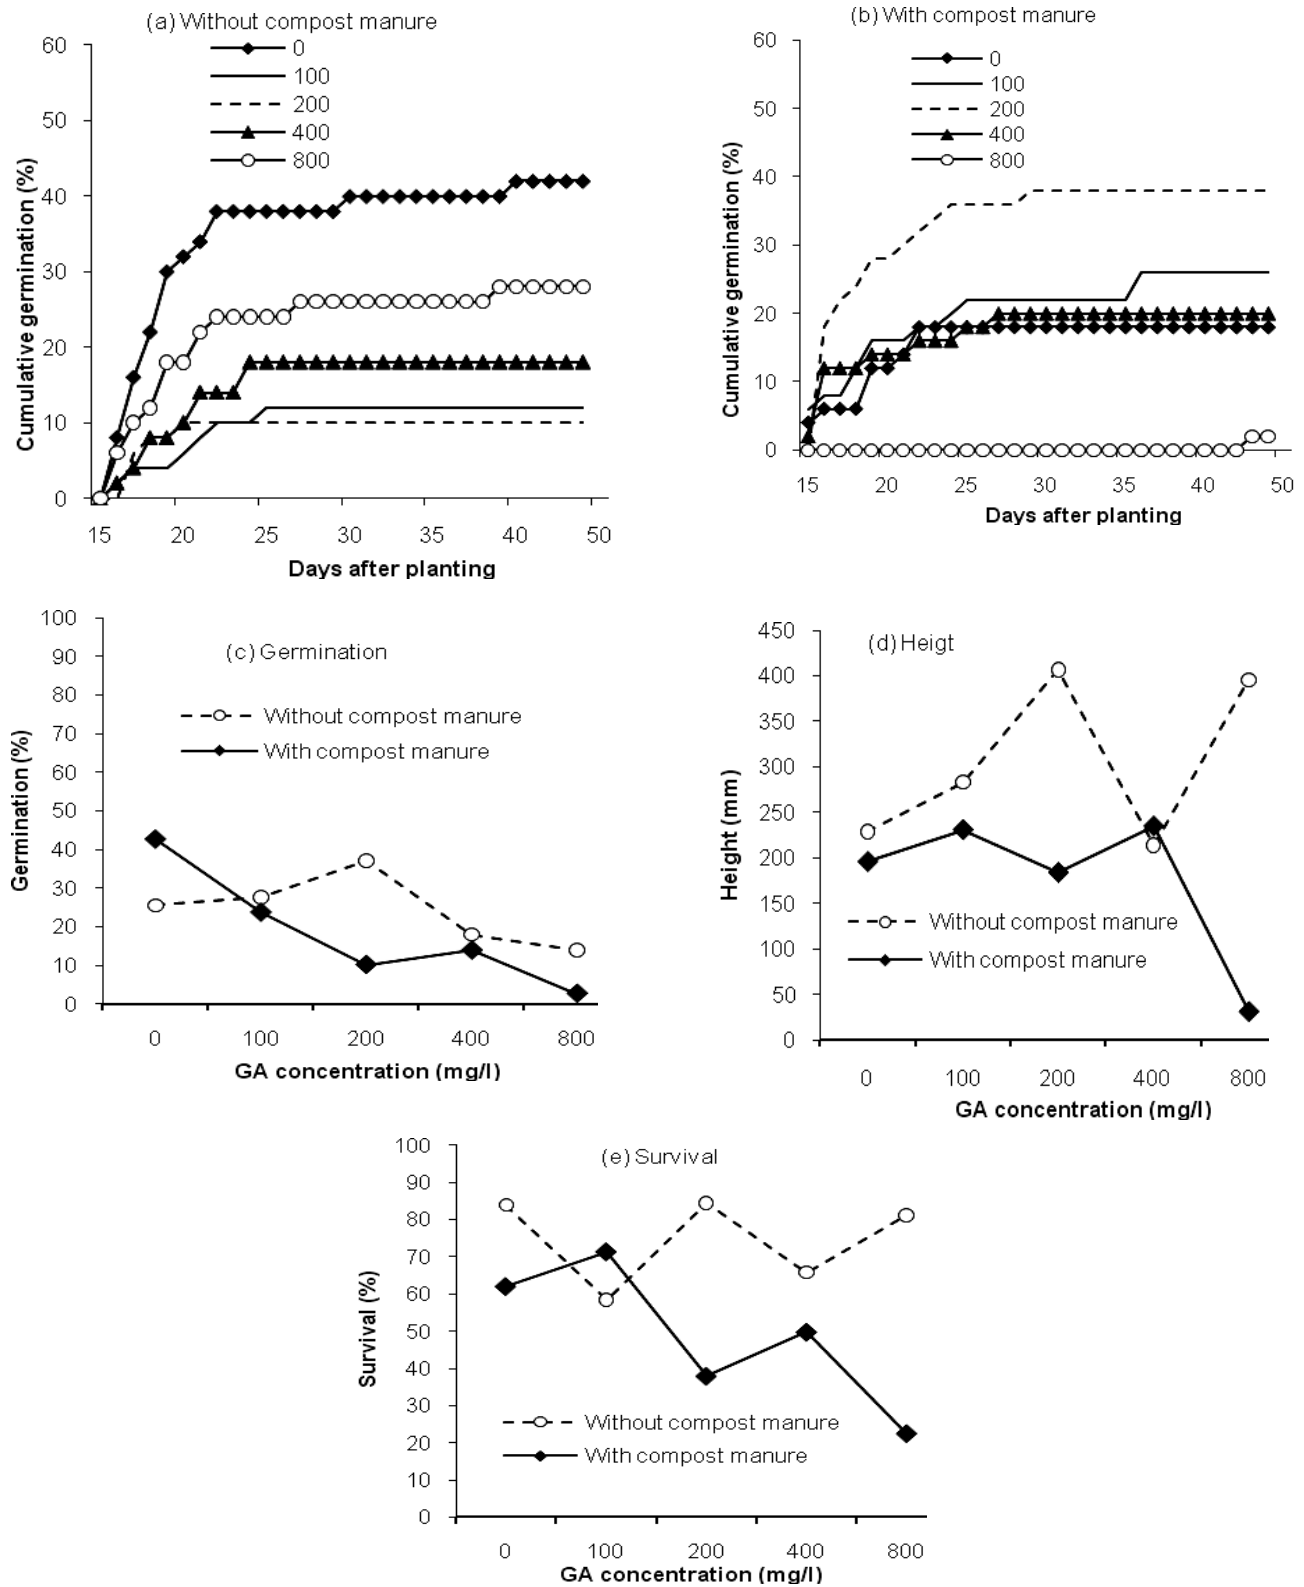 (a) Without compost manure
0
100
200
400
800
60
50
40
30
20
10
0
Cumulative germination (%)
15 20 25 30 35 40 50
Days after planting
(b) With compost manure
0
100
200
400
800
60
50
40
30
20
10
0
Cumulative germination (%)
15 20 25 30 35 40 50
Days after planting
(c) Germination
Without compost manure
With compost manure
100
90
80
70
60
50
40
30
20
10
0
Germination (%)
0 100 200 400 800
GA concentration (mg/l)
(d) Heigt
450
400
350
300
250
200
150
100
50
0
Height (mm)
Without compost manure
With compost manure
0 100 200 400 800
GA concentration (mg/l)
(e) Survival
100
90
80
70
60
50
40
30
20
10
0
Survival (%)
Without compost manure
With compost manure
0 100 200 400 800
GA concentration (mg/l)